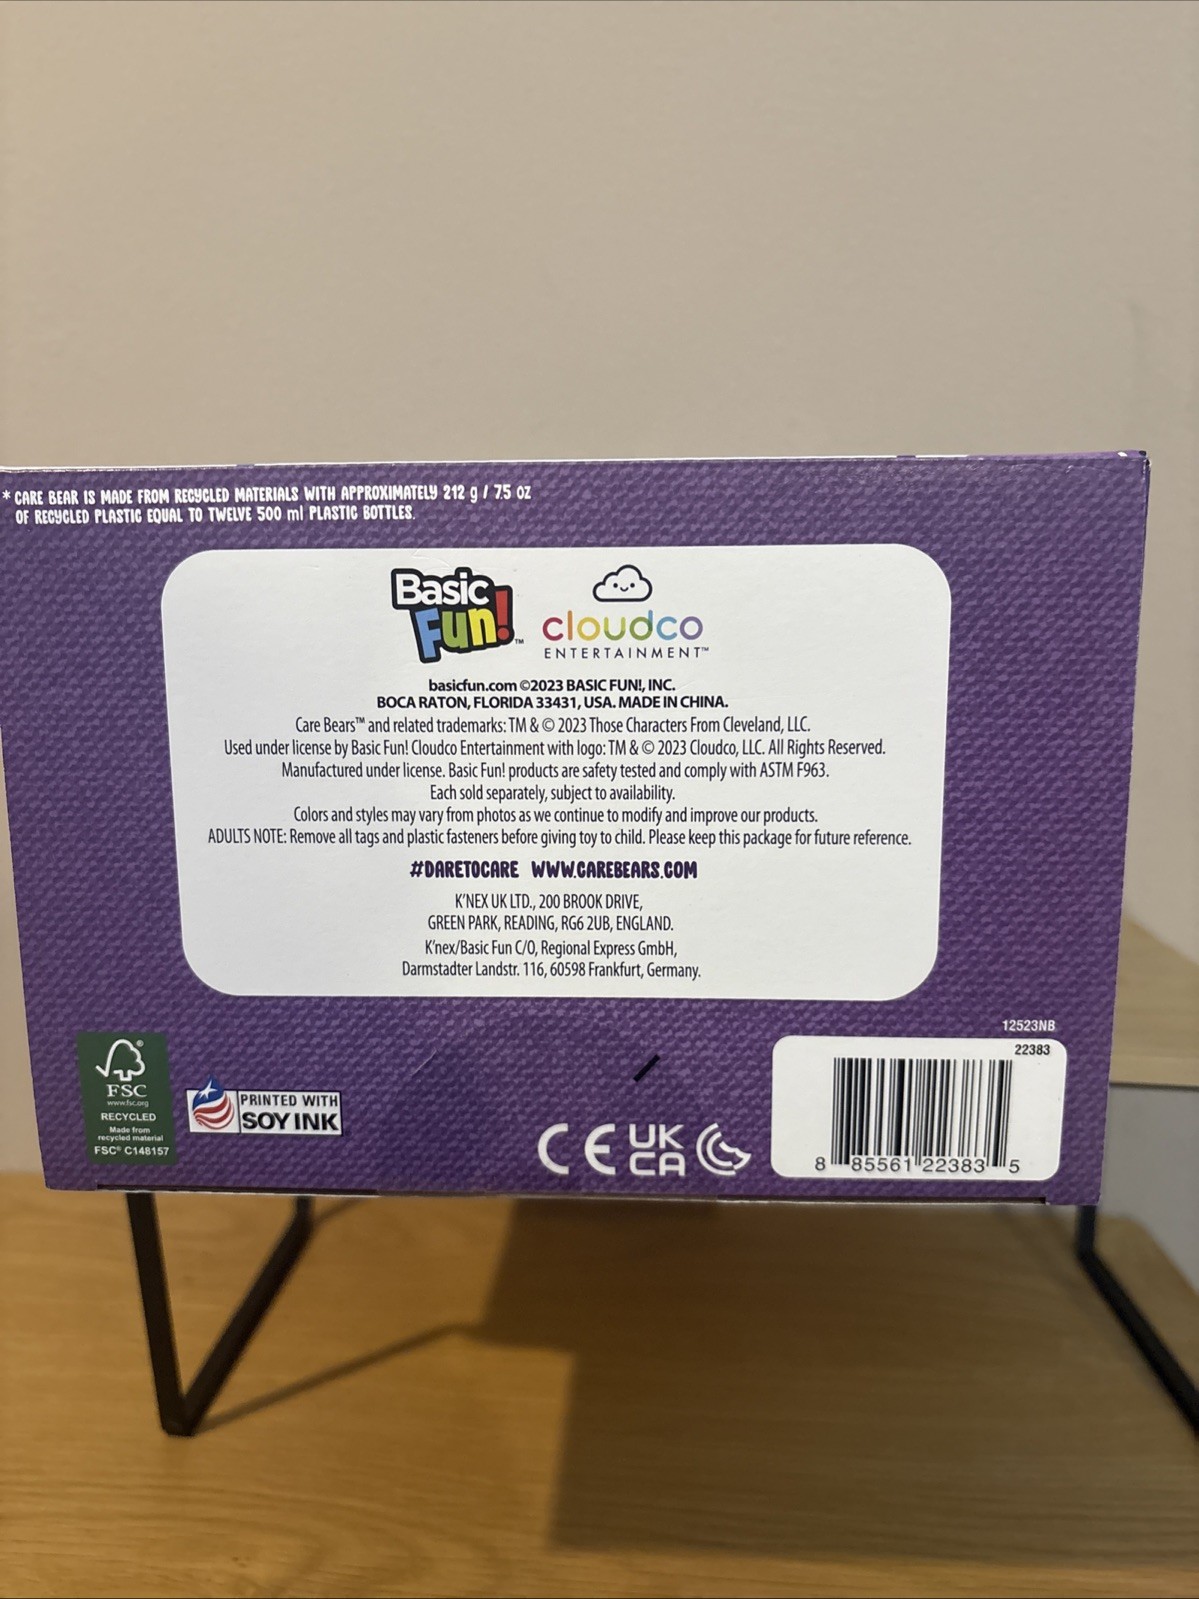 * CARE BEAR IS MADE FROM RECYCLED MATERIALS WITH APPROXIMATELY 212 g / 7.5 OZ
OF RECYCLED PLASTIC EQUAL TO TWELVE 500 ml PLASTIC BOTTLES.
Basic
Fun!™
cloudco
ENTERTAINMENT™
basicfun.com ©2023 BASIC FUN!, INC.
BOCA RATON, FLORIDA 33431, USA. MADE IN CHINA.
Care Bears™ and related trademarks: TM & © 2023 Those Characters From Cleveland, LLC.
Used under license by Basic Fun! Cloudco Entertainment with logo: TM & © 2023 Cloudco, LLC. All Rights Reserved.
Manufactured under license. Basic Fun! products are safety tested and comply with ASTM F963.
Each sold separately, subject to availability.
Colors and styles may vary from photos as we continue to modify and improve our products.
ADULTS NOTE: Remove all tags and plastic fasteners before giving toy to child. Please keep this package for future reference.
#DARETOCARE WWW.CAREBEARS.COM
K'NEX UK LTD., 200 BROOK DRIVE,
GREEN PARK, READING, RG6 2UB, ENGLAND.
K'nex/Basic Fun C/O, Regional Express GmbH,
Darmstadter Landstr. 116, 60598 Frankfurt, Germany.
12523NB
22383
8 85561 22383 5
®
FSC
www.fsc.org
RECYCLED
Made from
recycled material
FSC® C148157
PRINTED WITH
SOY INK
CE
UK
CA